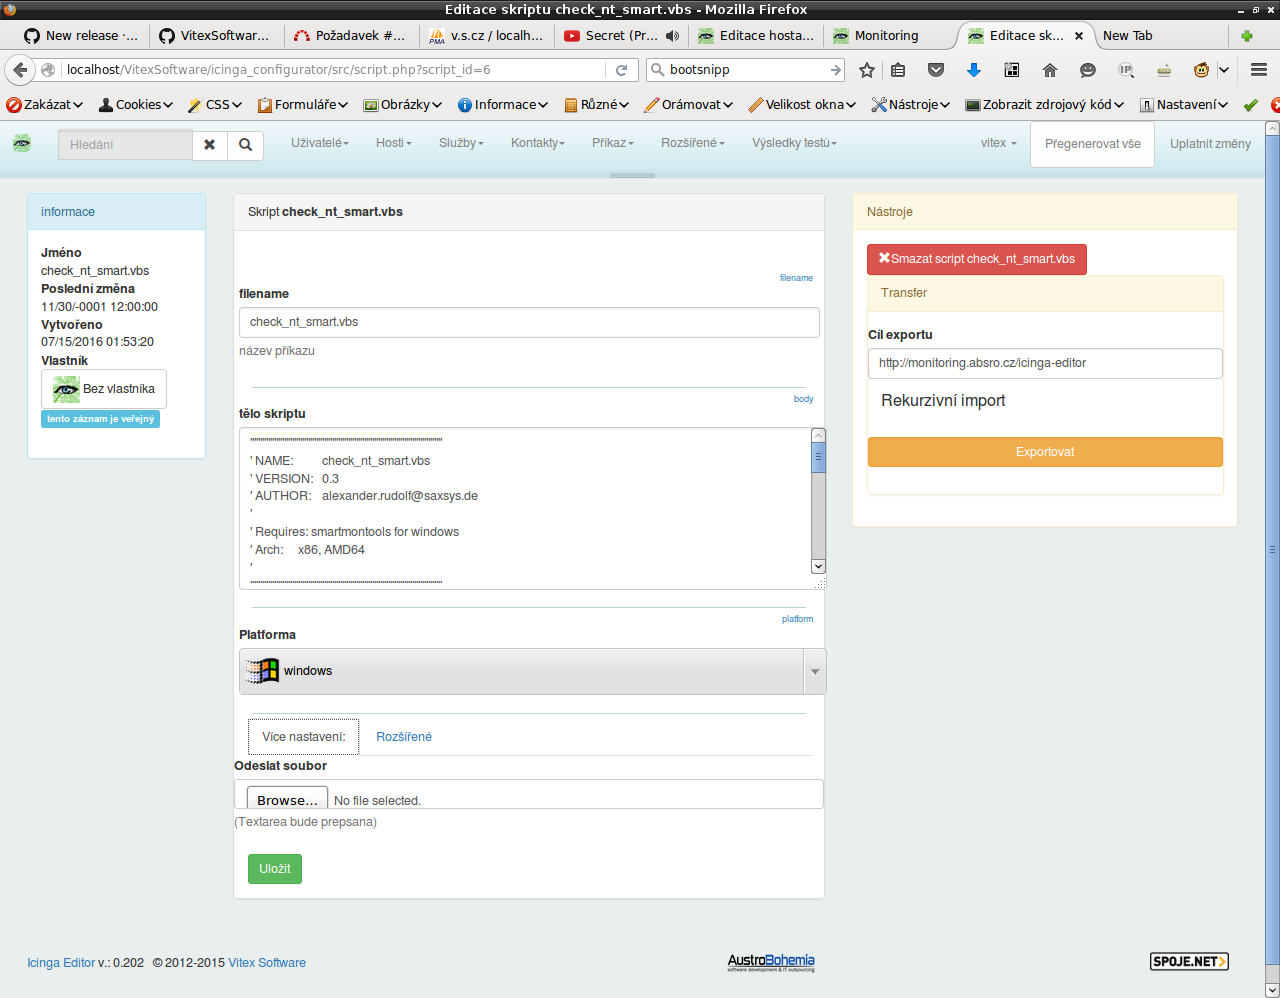 Editace skriptu check_nt_smart.vbs - Mozilla Firefox
New release ·... VitexSoftwar... Požadavek #... v.s.cz / localh... Secret (Pr... Editace hosta... Monitoring Editace sk... New Tab
localhost/VitexSoftware/icinga_configurator/src/script.php?script_id=6 bootsnipp
Zakázat Cookies CSS Formuláře Obrázky Informace Různé Orámovat Velikost okna Nástroje Zobrazit zdrojový kód Nastavení
Hledání Uživatelé Hosti Služby Kontakty Příkaz Rozšířené Výsledky testů vitex Přegenerovat vše Uplatnit změny
informace
Jméno
check_nt_smart.vbs
Poslední změna
11/30/-0001 12:00:00
Vytvořeno
07/15/2016 01:53:20
Vlastník
Bez vlastníka
tento záznam je veřejný
Skript check_nt_smart.vbs
filename
filename
check_nt_smart.vbs
název příkazu
body
tělo skriptu
' NAME: check_nt_smart.vbs
' VERSION: 0.3
' AUTHOR: alexander.rudolf@saxsys.de
'
' Requires: smartmontools for windows
' Arch: x86, AMD64
'
platform
Platforma
windows
Více nastavení: Rozšířené
Odeslat soubor
Browse... No file selected.
(Textarea bude prepsana)
Uložit
Nástroje
Smazat script check_nt_smart.vbs
Transfer
Cíl exportu
http://monitoring.absro.cz/icinga-editor
Rekurzivní import
Exportovat
Icinga Editor v.: 0.202 © 2012-2015 Vitex Software
AustroBohemia
software development & IT outsourcing
SPOJE.NET